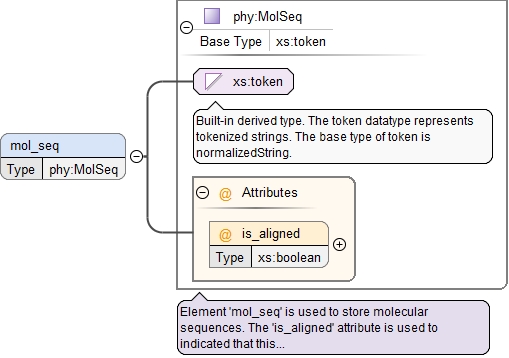 phy:MolSeq
Base Type xs:token
xs:token
Built-in derived type. The token datatype represents
tokenized strings. The base type of token is
normalizedString.
mol_seq
Type phy:MolSeq
@ Attributes
@ is_aligned
Type xs:boolean
Element 'mol_seq' is used to store molecular
sequences. The 'is_aligned' attribute is used to
indicated that this...